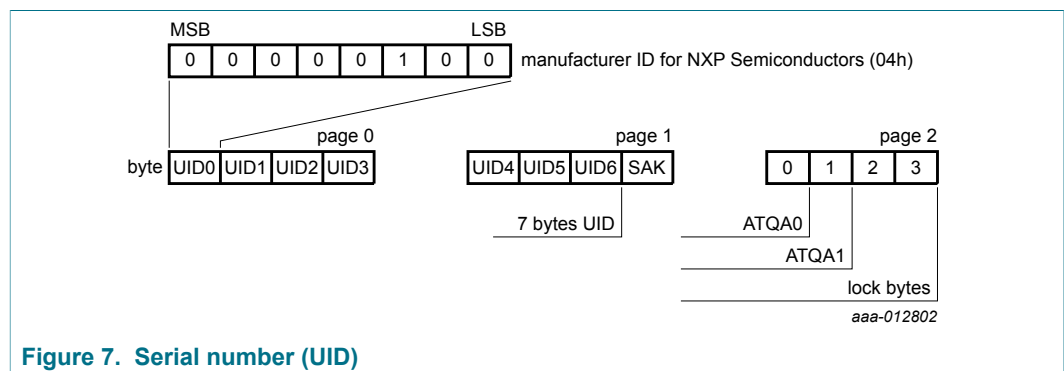 MSB LSB
0 0 0 0 0 1 0 0 manufacturer ID for NXP Semiconductors (04h)
page 0 page 1 page 2
byte UID0 UID1 UID2 UID3 UID4 UID5 UID6 SAK 0 1 2 3
7 bytes UID ATQA0
ATQA1
lock bytes
aaa-012802
Figure 7. Serial number (UID)